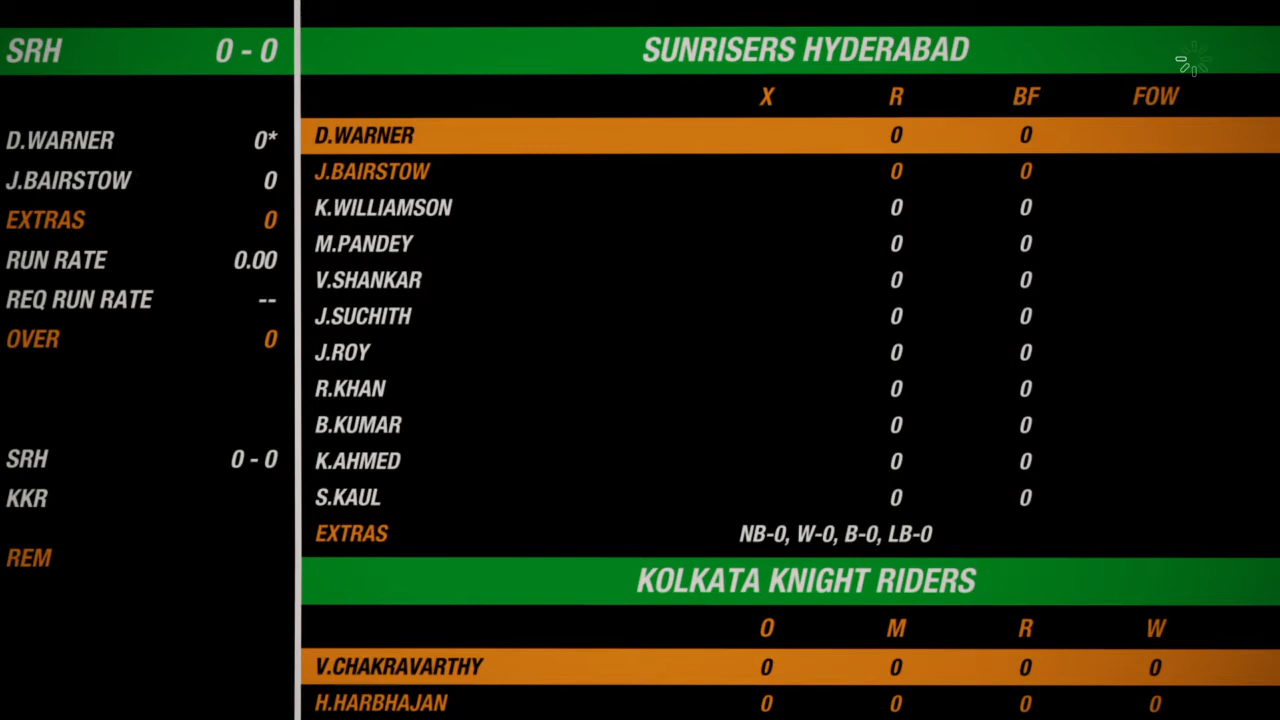 SRH 0 - 0
D.WARNER 0*
J.BAIRSTOW 0
EXTRAS 0
RUN RATE 0.00
REQ RUN RATE --
OVER 0
SRH 0 - 0
KKR
REM
SUNRISERS HYDERABAD
X R BF FOW
D.WARNER 0 0
J.BAIRSTOW 0 0
K.WILLIAMSON 0 0
M.PANDEY 0 0
V.SHANKAR 0 0
J.SUCHITH 0 0
J.ROY 0 0
R.KHAN 0 0
B.KUMAR 0 0
K.AHMED 0 0
S.KAUL 0 0
EXTRAS NB-0, W-0, B-0, LB-0
KOLKATA KNIGHT RIDERS
O M R W
V.CHAKRAVARTHY 0 0 0 0
H.HARBHAJAN 0 0 0 0